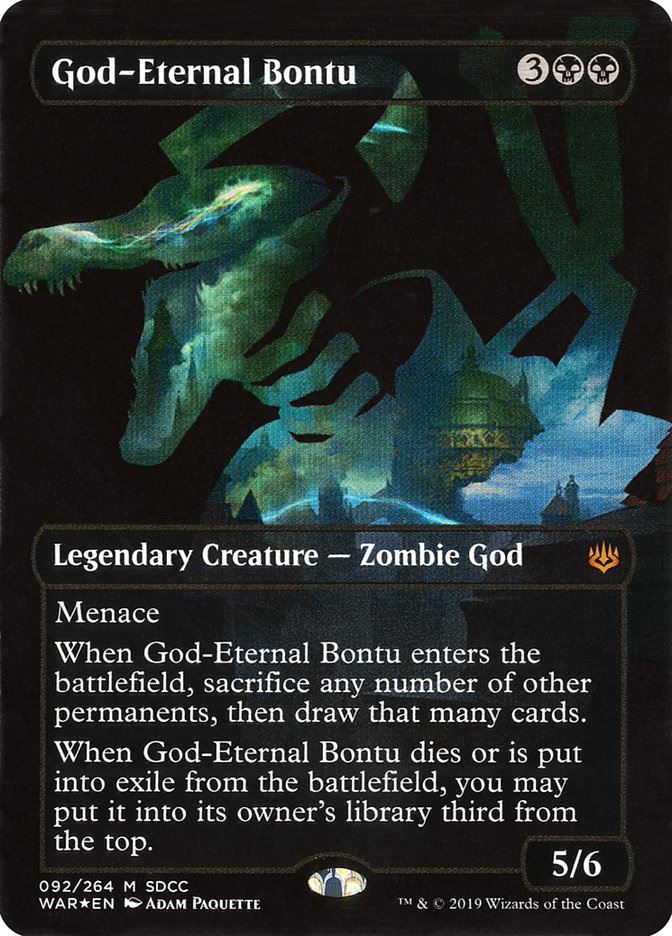 God-Eternal Bontu 3
Legendary Creature — Zombie God
Menace
When God-Eternal Bontu enters the
battlefield, sacrifice any number of other
permanents, then draw that many cards.
When God-Eternal Bontu dies or is put
into exile from the battlefield, you may
put it into its owner's library third from
the top.
5/6
092/264 M SDCC
WAR★EN Adam Paquette
™ & © 2019 Wizards of the Coast